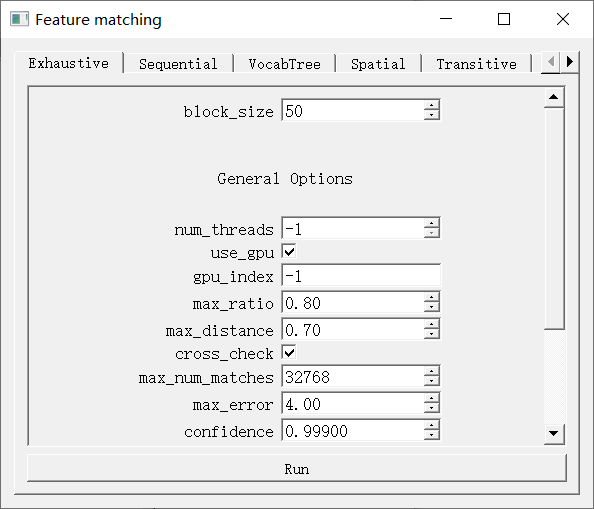 Feature matching
Exhaustive Sequential VocabTree Spatial Transitive
block_size 50
General Options
num_threads -1
use_gpu
gpu_index -1
max_ratio 0.80
max_distance 0.70
cross_check
max_num_matches 32768
max_error 4.00
confidence 0.99900
Run